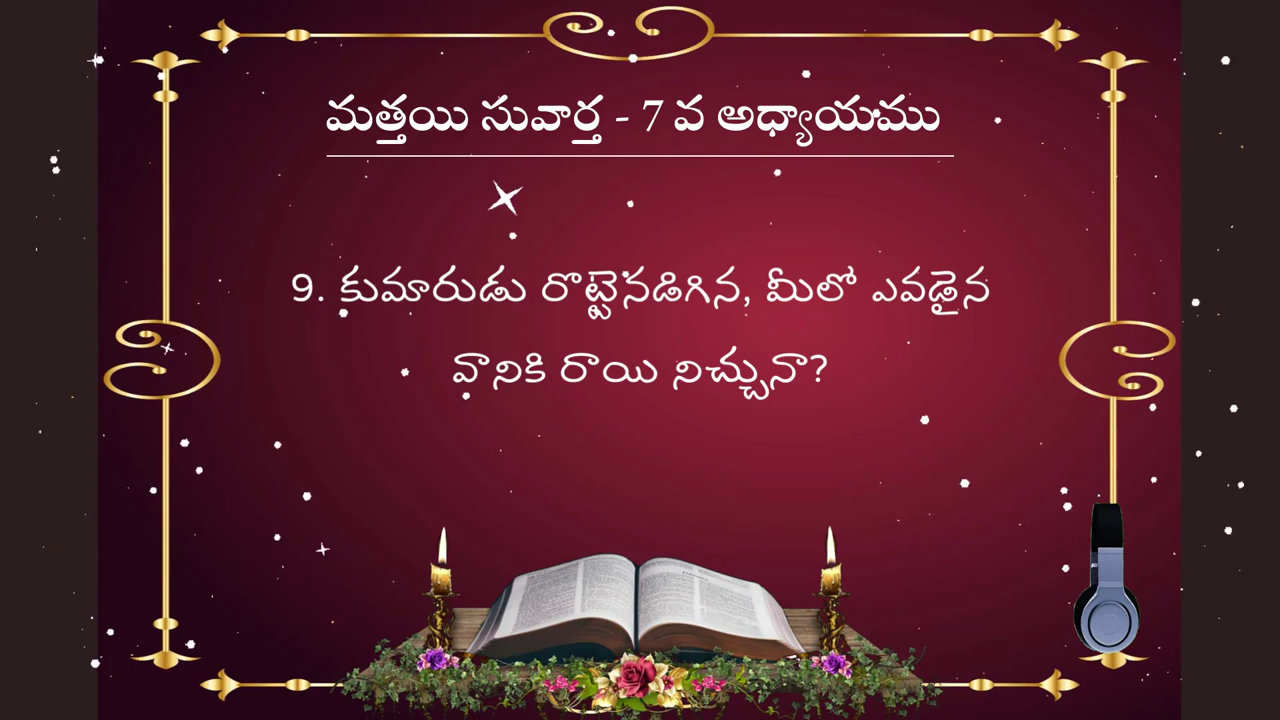 మత్తయి సువార్త - 7 వ అధ్యాయము
9. కుమారుడు రొట్టెనడిగిన, మీలో ఎవడైన
వానికి రాయి నిచ్చునా?